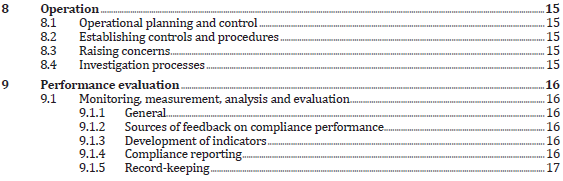 8 Operation 15
8.1 Operational planning and control 15
8.2 Establishing controls and procedures 15
8.3 Raising concerns 15
8.4 Investigation processes 15
9 Performance evaluation 16
9.1 Monitoring, measurement, analysis and evaluation 16
9.1.1 General 16
9.1.2 Sources of feedback on compliance performance 16
9.1.3 Development of indicators 16
9.1.4 Compliance reporting 16
9.1.5 Record-keeping 17